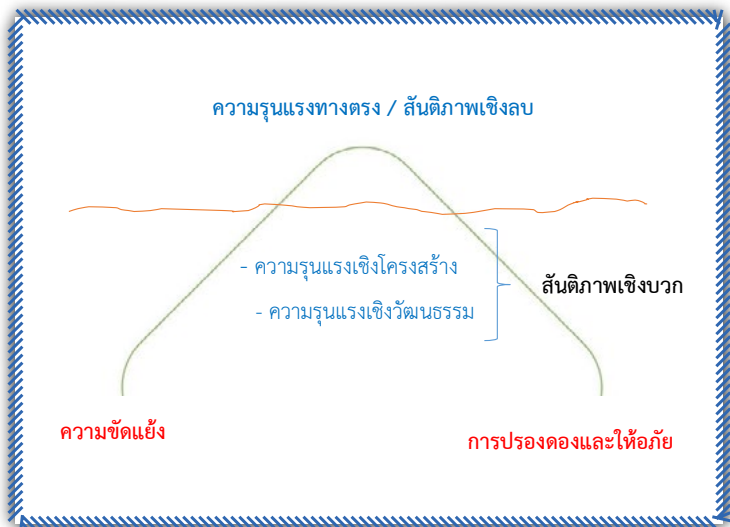 ความรุนแรงทางตรง / สันติภาพเชิงลบ
- ความรุนแรงเชิงโครงสร้าง
สันติภาพเชิงบวก
- ความรุนแรงเชิงวัฒนธรรม
ความขัดแย้ง
การปรองดองและให้อภัย